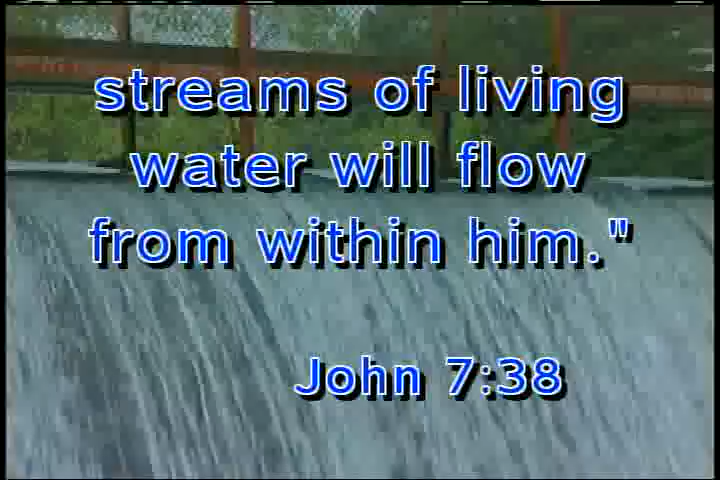 streams of living
water will flow
from within him."
John 7:38